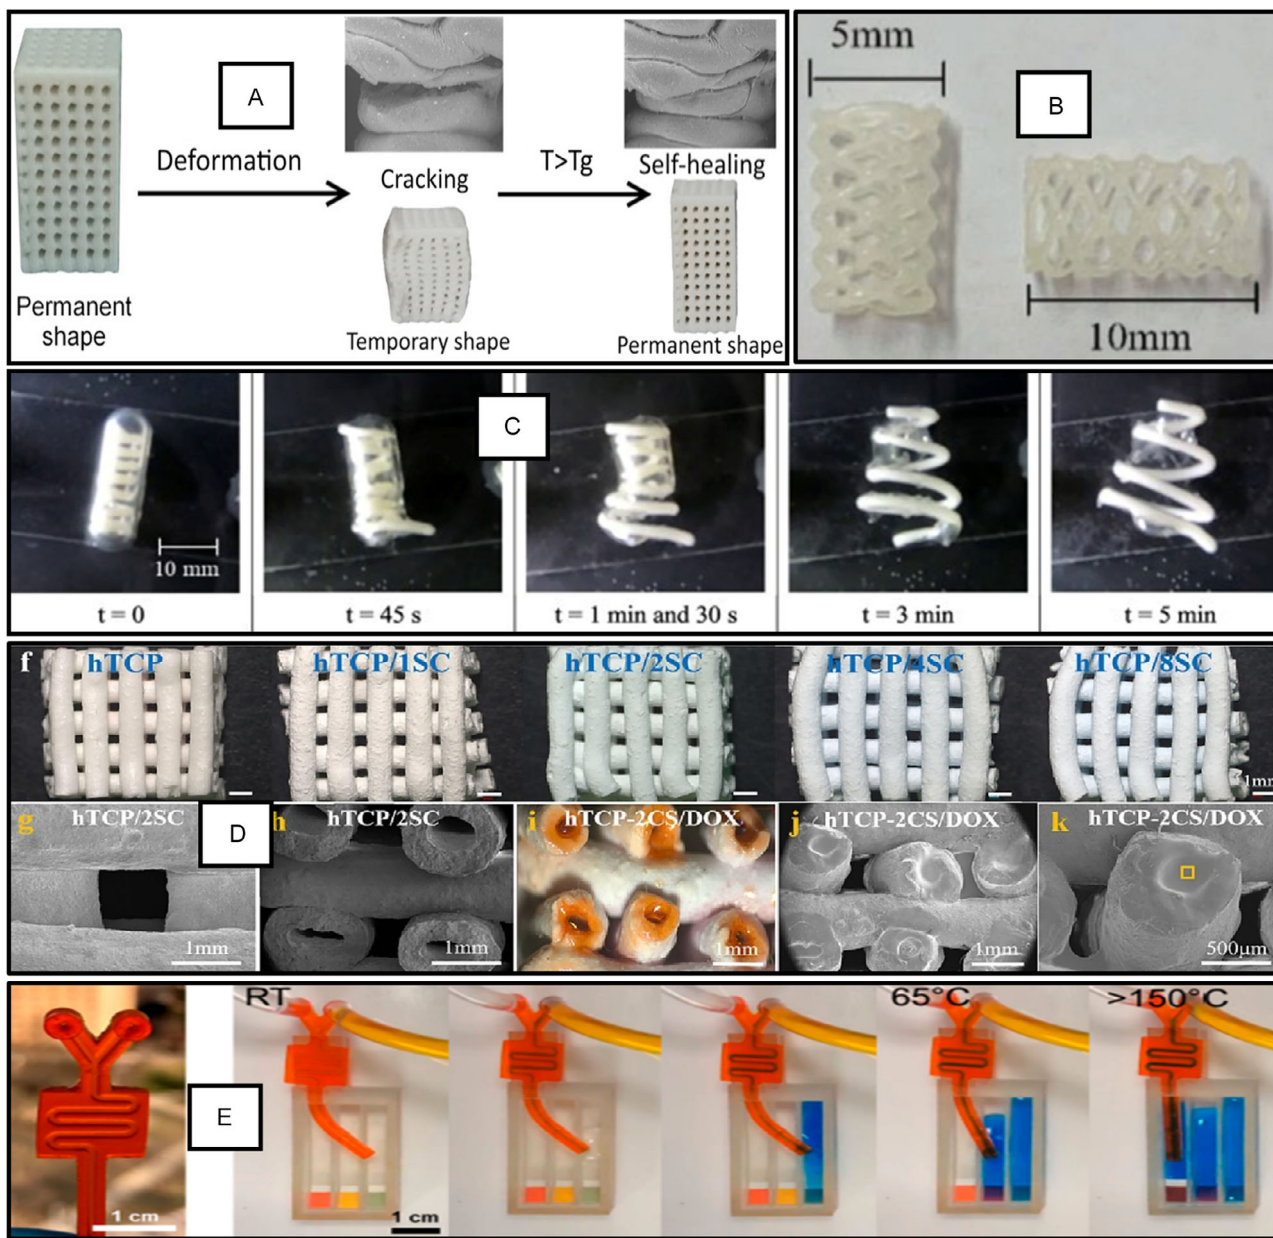 A
Deformation
Permanent
shape
Cracking
Temporary shape
T>Tg
Self-healing
Permanent shape
5mm
B
10mm
C
10 mm
t = 0
t = 45 s
t = 1 min and 30 s
t = 3 min
t = 5 min
f hTCP hTCP/1SC hTCP/2SC hTCP/4SC hTCP/8SC
1mm
g hTCP/2SC
1mm
D
h hTCP/2SC
1mm
i hTCP-2CS/DOX
1mm
j hTCP-2CS/DOX
1mm
k hTCP-2CS/DOX
500μm
1 cm
E
RT
1 cm
65°C
>150°C